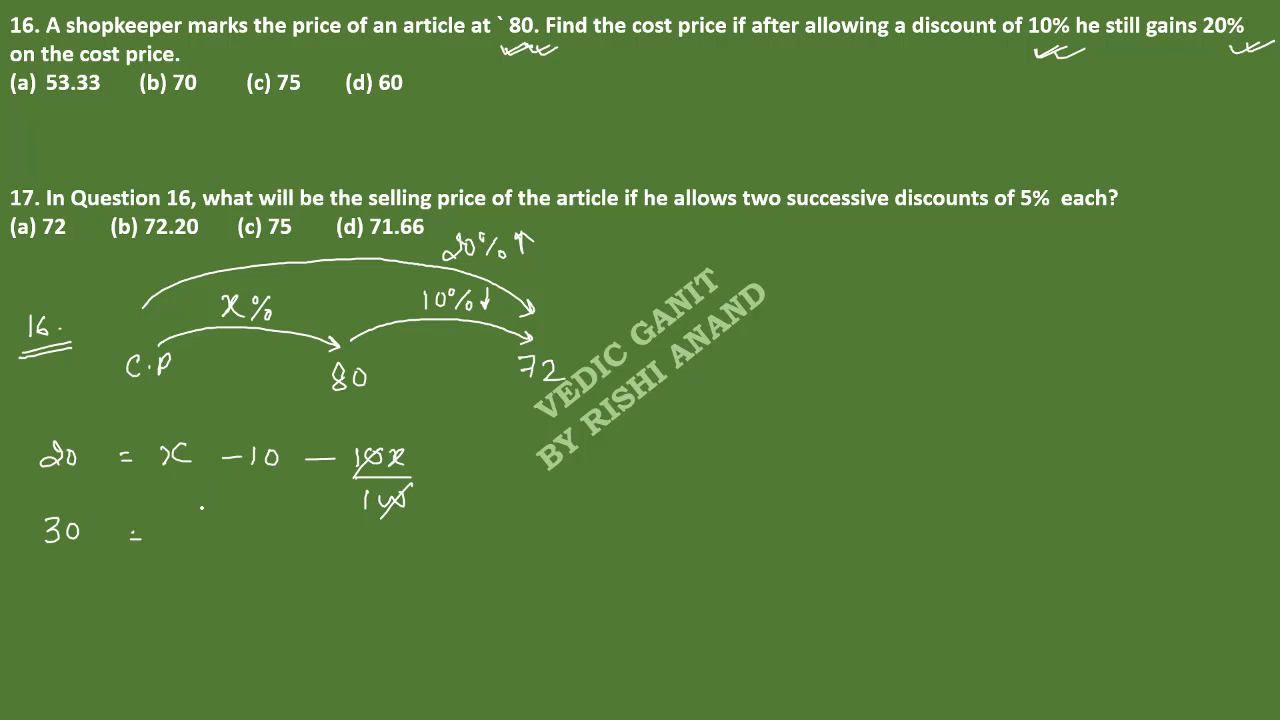 16. A shopkeeper marks the price of an article at ` 80. Find the cost price if after allowing a discount of 10% he still gains 20%
on the cost price.
(a) 53.33 (b) 70 (c) 75 (d) 60
17. In Question 16, what will be the selling price of the article if he allows two successive discounts of 5% each?
(a) 72 (b) 72.20 (c) 75 (d) 71.66
20% ↑
x% 10% ↓
16.
C.P 80 72
VEDIC GANIT
BY RISHI ANAND
20 = x - 10 - 10x/100
30 =